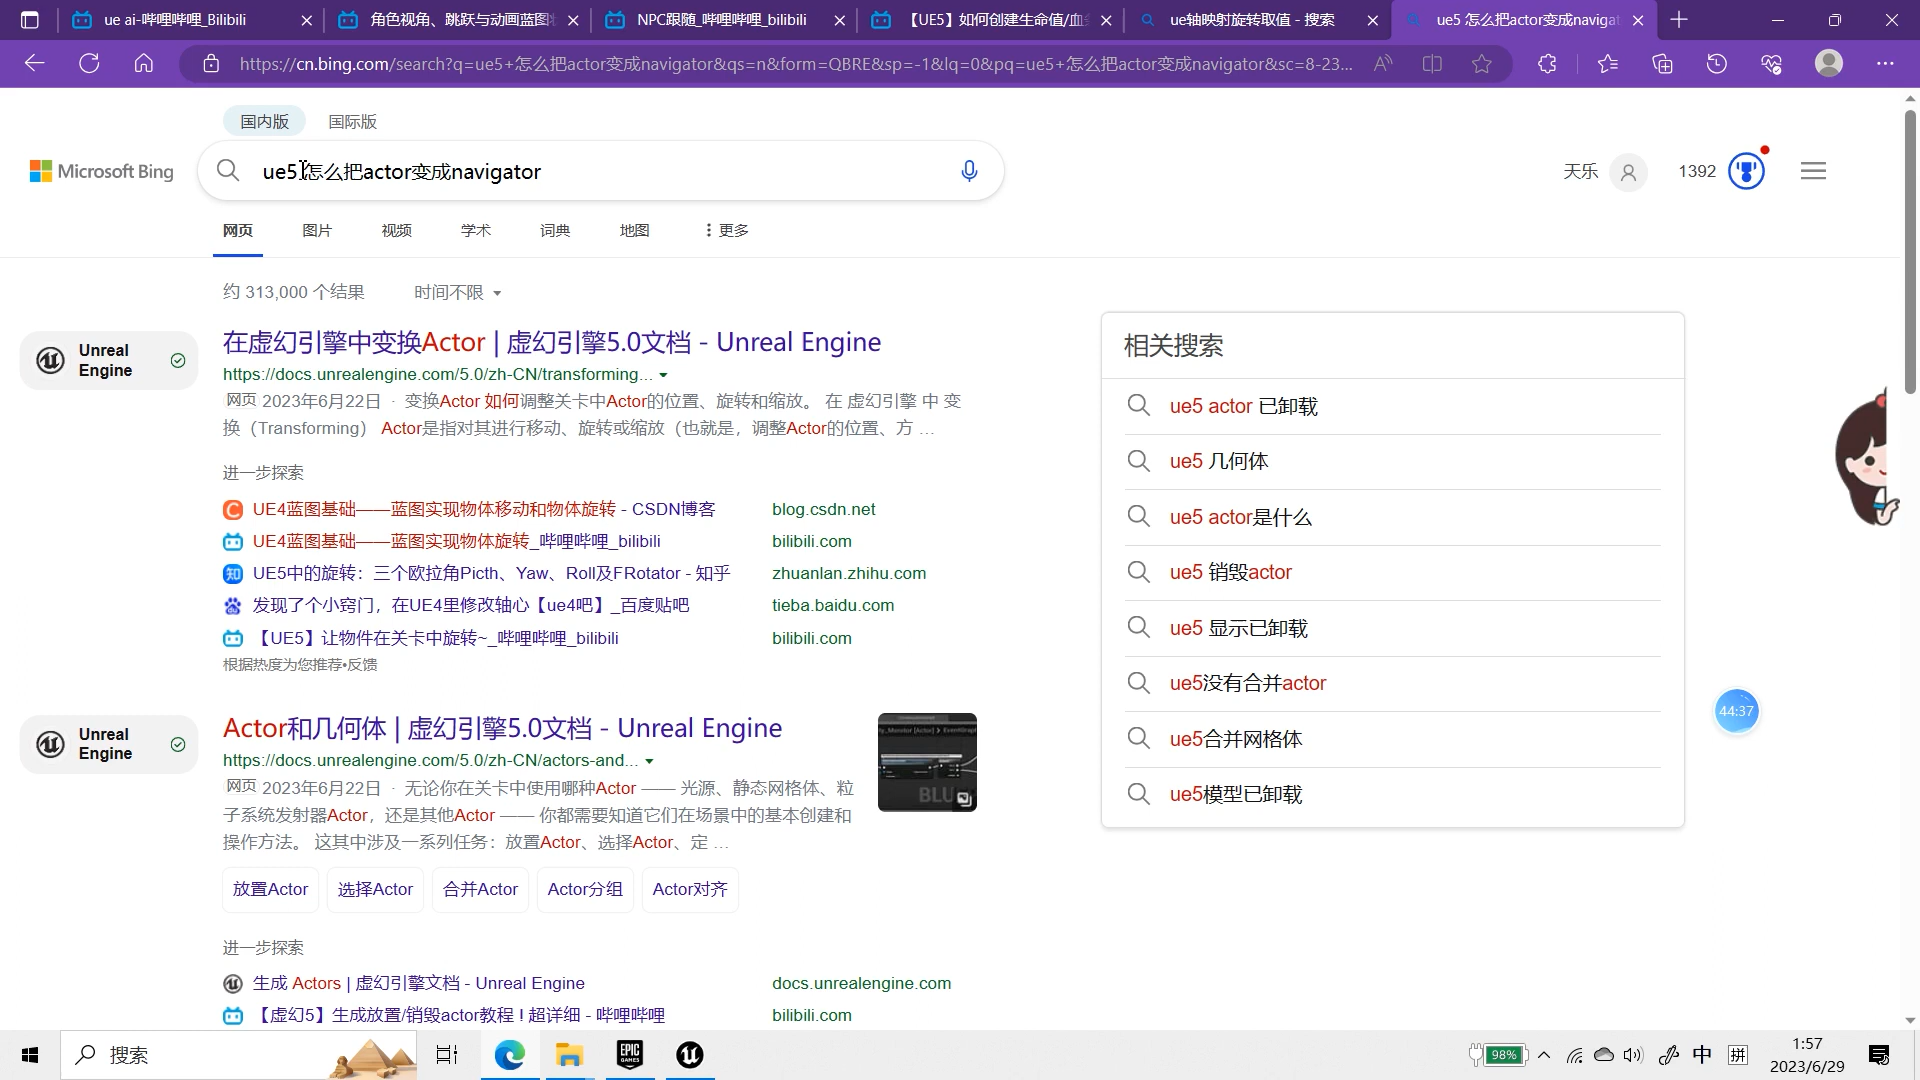 ue ai-哔哩哔哩_Bilibili
角色视角、跳跃与动画蓝图
NPC跟随_哔哩哔哩_bilibili
【UE5】如何创建生命值/血
ue轴映射旋转取值 - 搜索
ue5 怎么把actor变成navigat
https://cn.bing.com/search?q=ue5+怎么把actor变成navigator&qs=n&form=QBRE&sp=-1&lq=0&pq=ue5+怎么把actor变成navigator&sc=8-23...
国内版
国际版
Microsoft Bing
ue5 怎么把actor变成navigator
天乐
1392
网页
图片
视频
学术
词典
地图
更多
约 313,000 个结果
时间不限
Unreal
Engine
在虚幻引擎中变换Actor | 虚幻引擎5.0文档 - Unreal Engine
https://docs.unrealengine.com/5.0/zh-CN/transforming...
网页 2023年6月22日 · 变换Actor 如何调整关卡中Actor的位置、旋转和缩放。 在 虚幻引擎 中 变
换（Transforming） Actor是指对其进行移动、旋转或缩放（也就是，调整Actor的位置、方 ...
进一步探索
UE4蓝图基础——蓝图实现物体移动和物体旋转 - CSDN博客
blog.csdn.net
UE4蓝图基础——蓝图实现物体旋转_哔哩哔哩_bilibili
bilibili.com
UE5中的旋转：三个欧拉角Picth、Yaw、Roll及FRotator - 知乎
zhuanlan.zhihu.com
发现了个小窍门，在UE4里修改轴心【ue4吧】_百度贴吧
tieba.baidu.com
【UE5】让物件在关卡中旋转~_哔哩哔哩_bilibili
bilibili.com
根据热度为您推荐•反馈
Unreal
Engine
Actor和几何体 | 虚幻引擎5.0文档 - Unreal Engine
https://docs.unrealengine.com/5.0/zh-CN/actors-and...
网页 2023年6月22日 · 无论你在关卡中使用哪种Actor —— 光源、静态网格体、粒
子系统发射器Actor，还是其他Actor —— 你都需要知道它们在场景中的基本创建和
操作方法。 这其中涉及一系列任务：放置Actor、选择Actor、定 ...
放置Actor
选择Actor
合并Actor
Actor分组
Actor对齐
进一步探索
生成 Actors | 虚幻引擎文档 - Unreal Engine
docs.unrealengine.com
【虚幻5】生成放置/销毁actor教程！超详细 - 哔哩哔哩
bilibili.com
相关搜索
ue5 actor 已卸载
ue5 几何体
ue5 actor是什么
ue5 销毁actor
ue5 显示已卸载
ue5没有合并actor
ue5合并网格体
ue5模型已卸载
44:37
搜索
EPIC
GAMES
98%
中
拼
1:57
2023/6/29